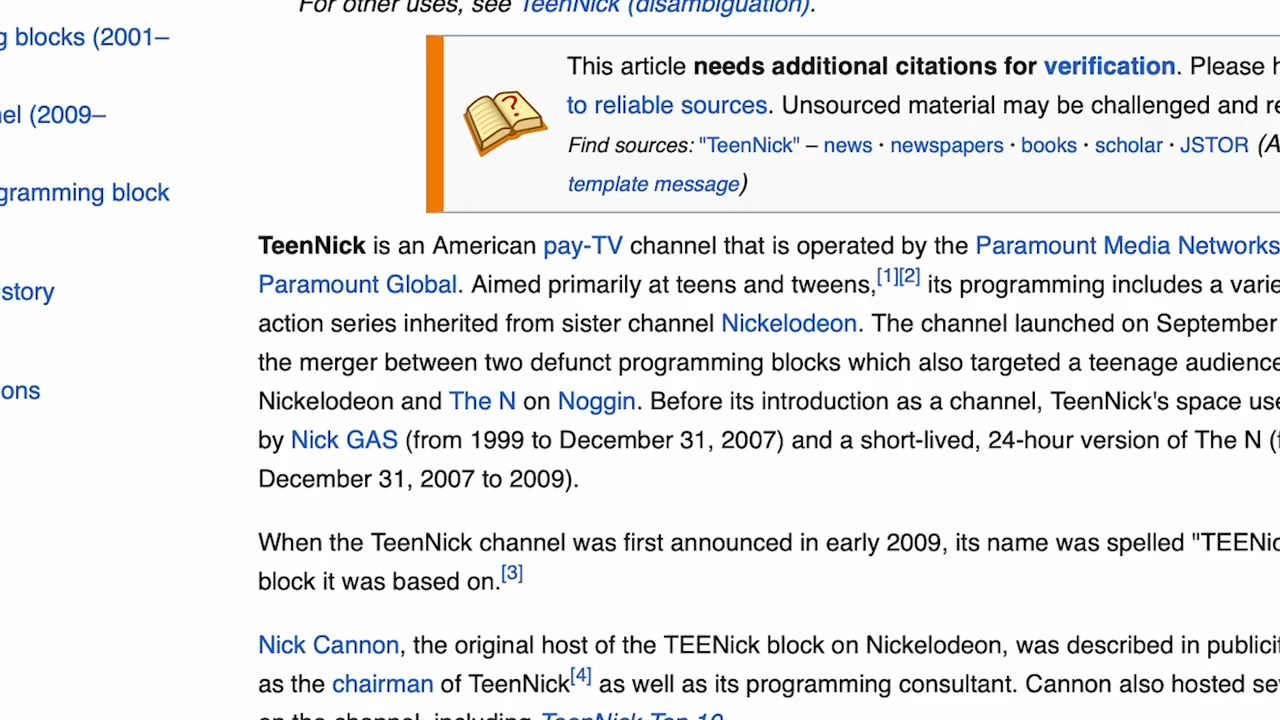 For other uses, see TeenNick (disambiguation).
g blocks (2001–
This article needs additional citations for verification. Please h
to reliable sources. Unsourced material may be challenged and re
nel (2009–
Find sources: "TeenNick" – news · newspapers · books · scholar · JSTOR (A
template message)
gramming block
TeenNick is an American pay-TV channel that is operated by the Paramount Media Networks
Paramount Global. Aimed primarily at teens and tweens,[1][2] its programming includes a varie
story
action series inherited from sister channel Nickelodeon. The channel launched on September
the merger between two defunct programming blocks which also targeted a teenage audience
ons
Nickelodeon and The N on Noggin. Before its introduction as a channel, TeenNick's space use
by Nick GAS (from 1999 to December 31, 2007) and a short-lived, 24-hour version of The N (f
December 31, 2007 to 2009).
When the TeenNick channel was first announced in early 2009, its name was spelled "TEENic
block it was based on.[3]
Nick Cannon, the original host of the TEENick block on Nickelodeon, was described in publici
as the chairman of TeenNick[4] as well as its programming consultant. Cannon also hosted se
on the channel, including TeenNick Top 10